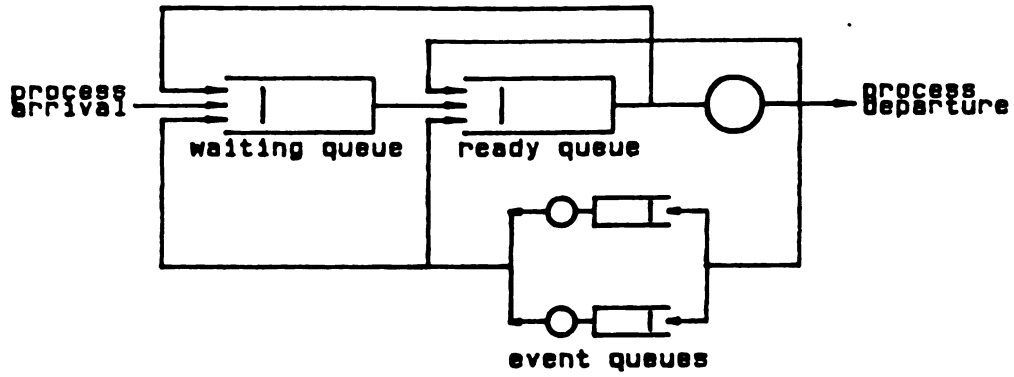 process
arrival
waiting queue
ready queue
process
departure
event queues